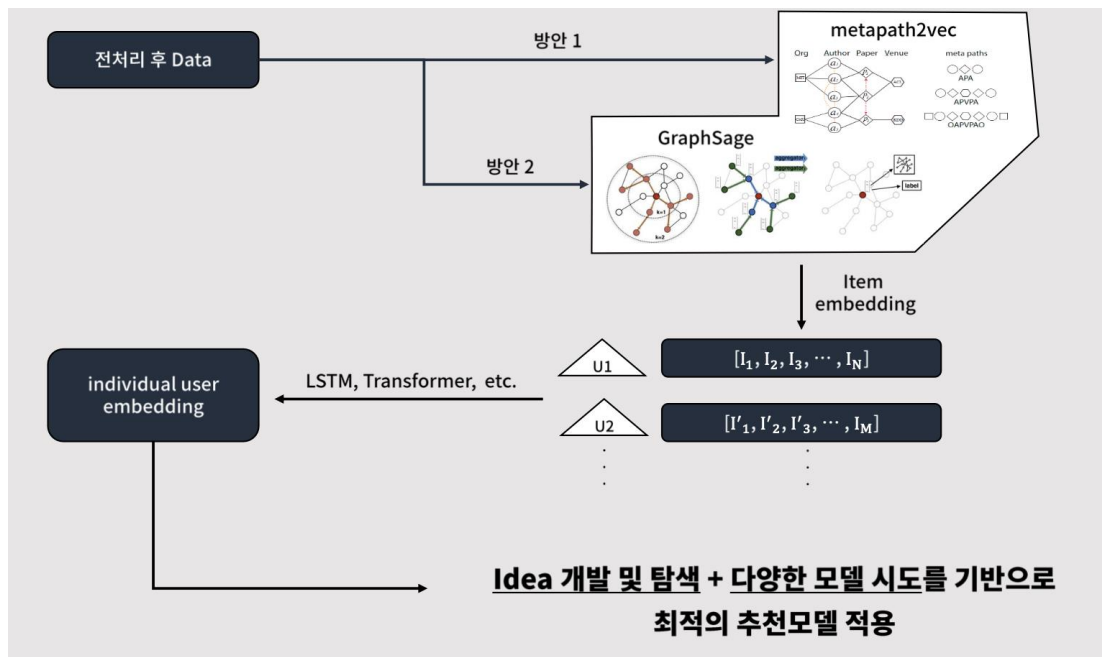 전처리 후 Data
방안 1
방안 2
metapath2vec
Org Author Paper Venue meta paths
APA
APVPA
OAPVPAO
GraphSage
aggregator
aggregator
k=1
k=2
label
Item
embedding
U1 [I₁, I₂, I₃, ⋯ , I_N]
individual user
embedding
LSTM, Transformer, etc.
U2 [I′₁, I′₂, I′₃, ⋯ , I_M]
Idea 개발 및 탐색 + 다양한 모델 시도를 기반으로
최적의 추천모델 적용